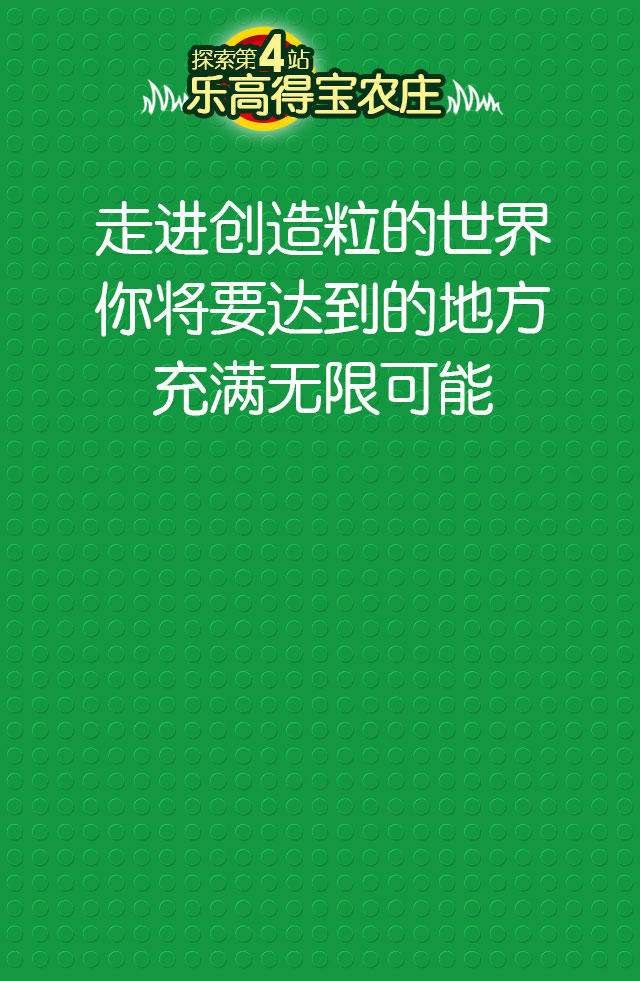 探索第4站
乐高得宝农庄
走进创造粒的世界
你将要达到的地方
充满无限可能